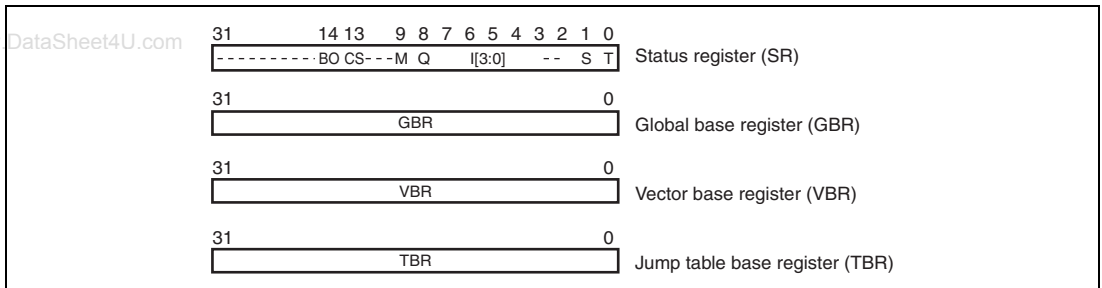 .DataSheet4U.com
31 14 13 9 8 7 6 5 4 3 2 1 0
----------BO CS---M Q I[3:0] -- S T Status register (SR)
31 0
GBR Global base register (GBR)
31 0
VBR Vector base register (VBR)
31 0
TBR Jump table base register (TBR)